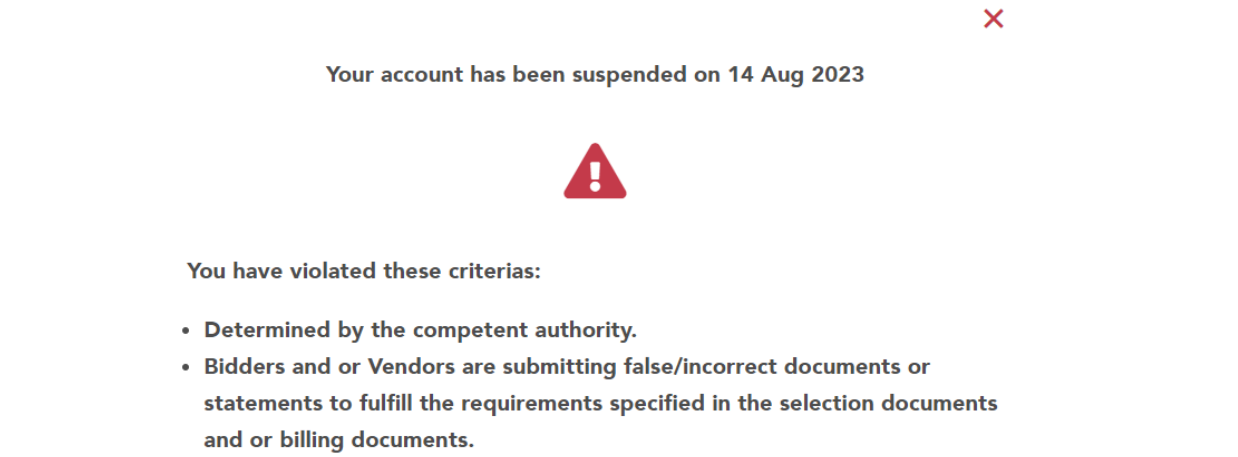 Your account has been suspended on 14 Aug 2023
You have violated these criterias:
• Determined by the competent authority.
• Bidders and or Vendors are submitting false/incorrect documents or
statements to fulfill the requirements specified in the selection documents
and or billing documents.